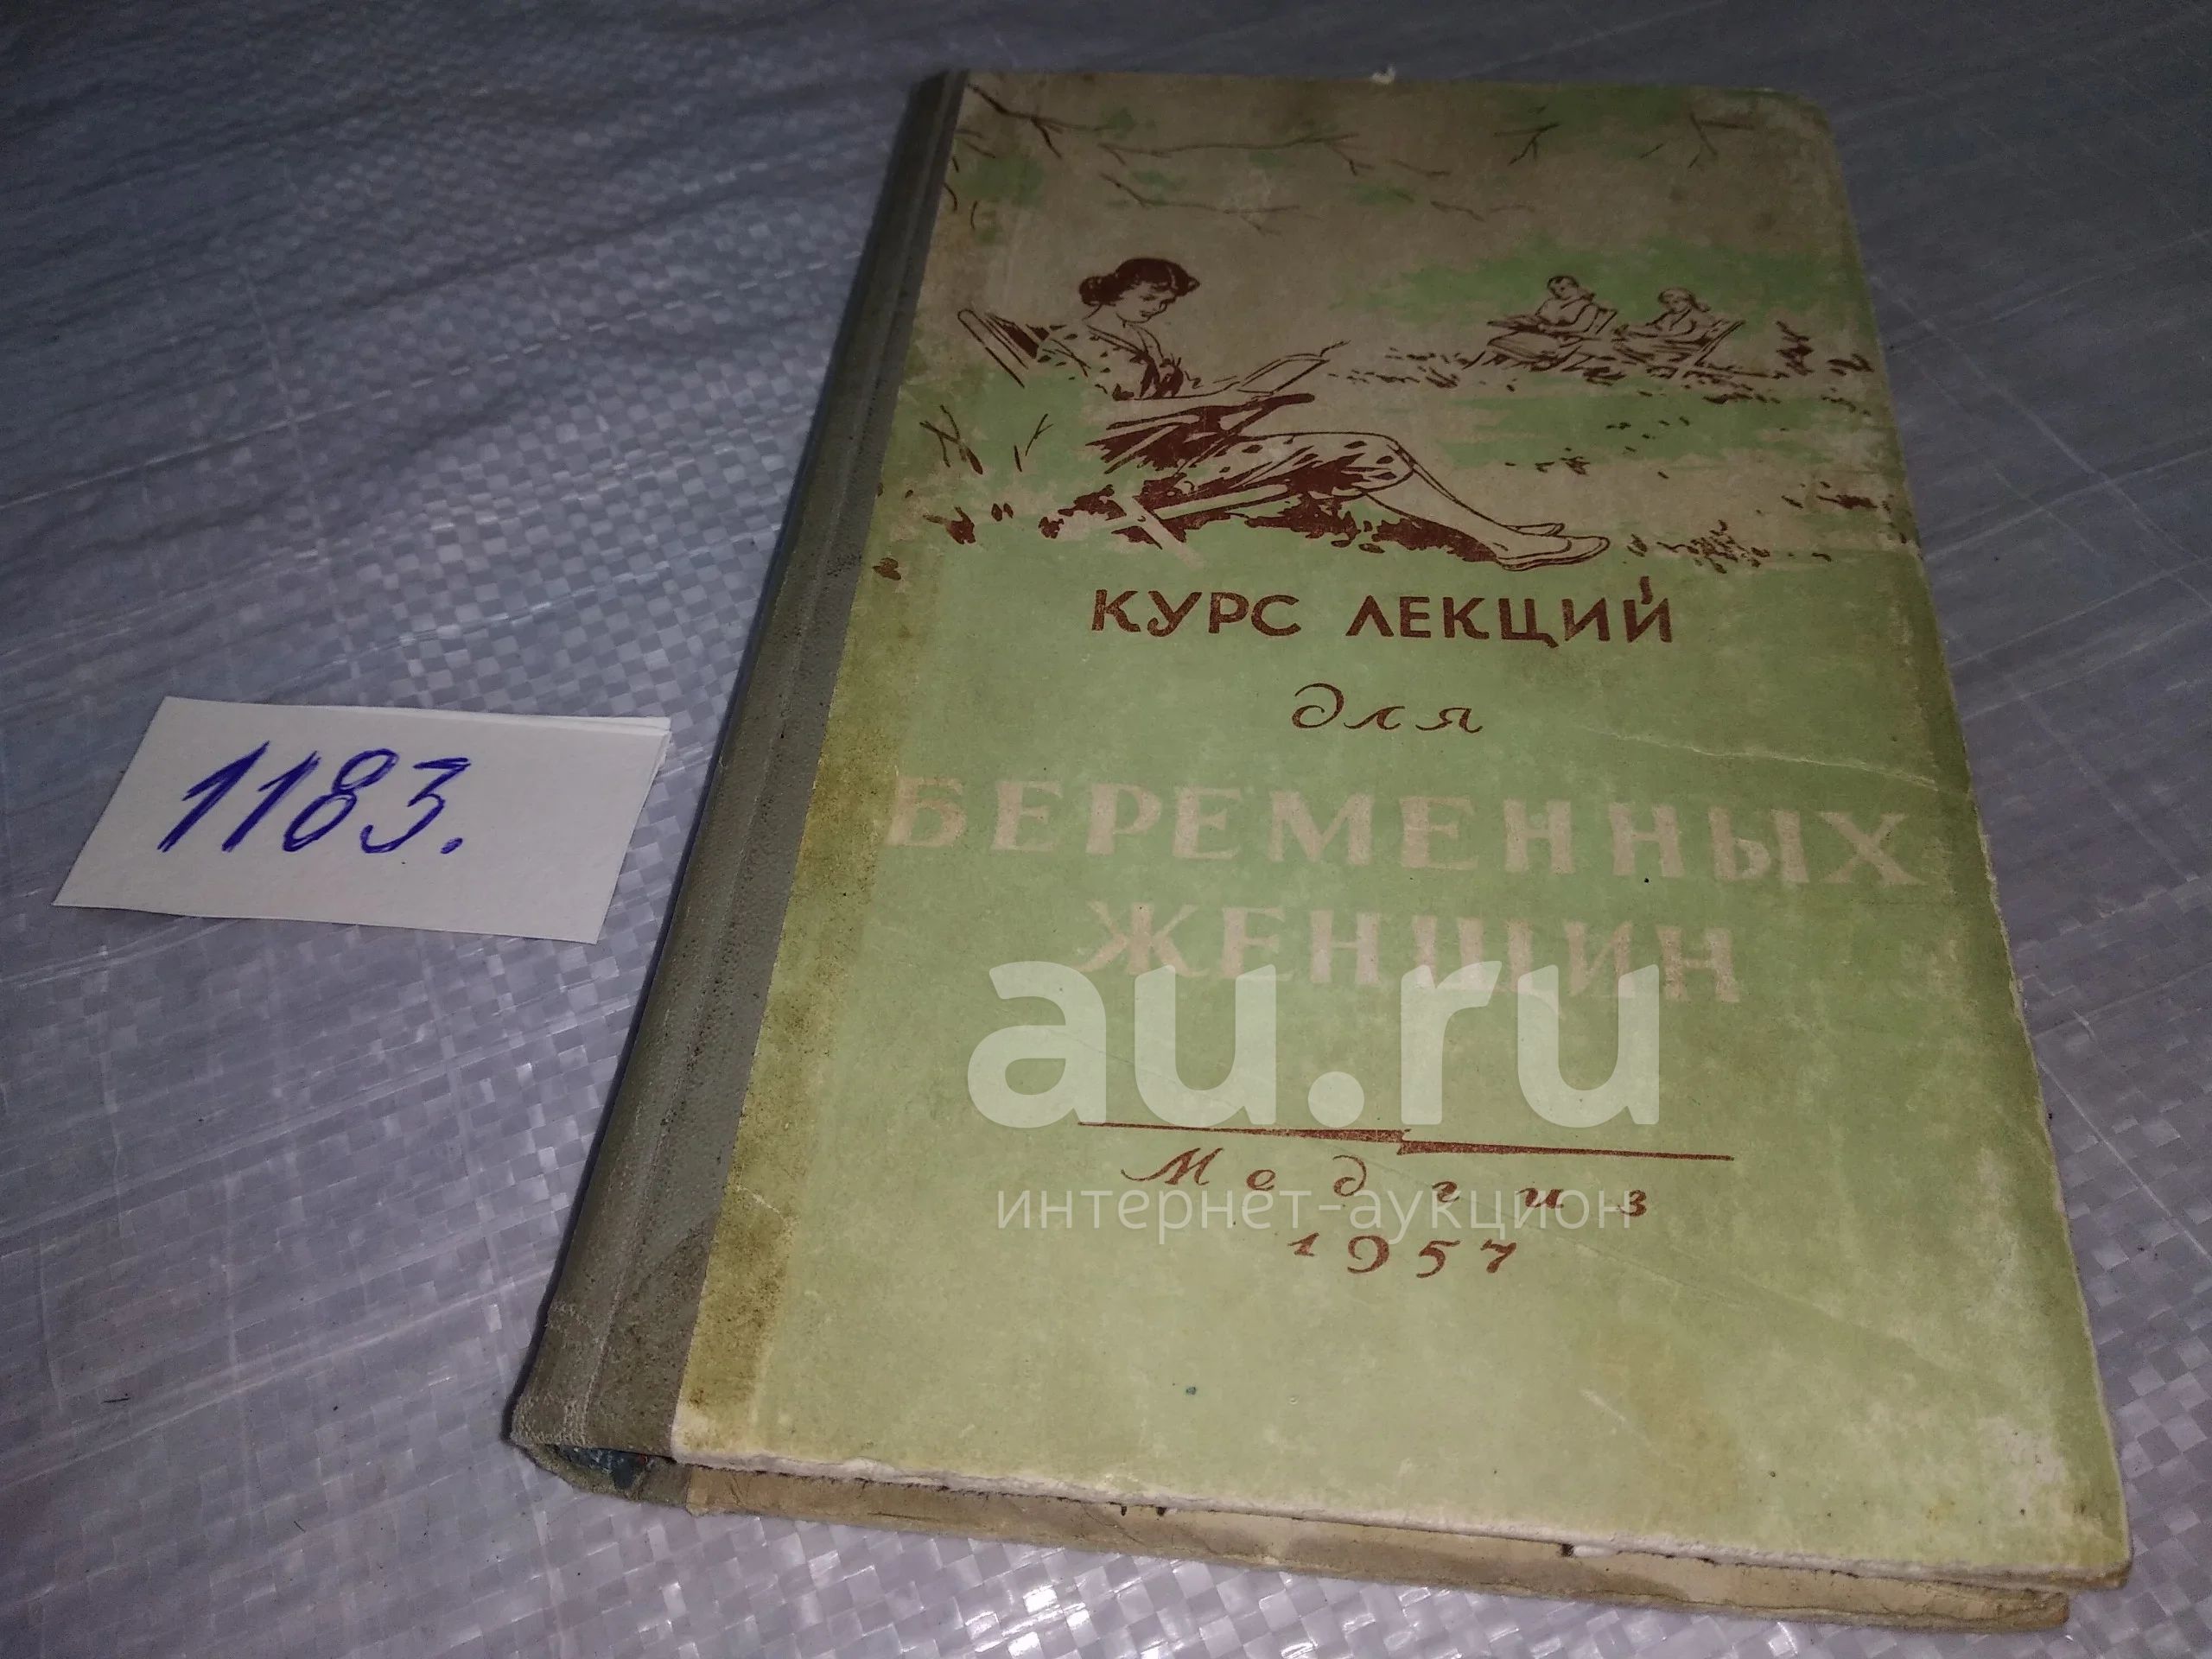 КУРС ЛЕКЦИЙ
для
БЕРЕМЕННЫХ
ЖЕНЩИН
au.ru
Медгиз
интернет-аукцион
1957
1183.